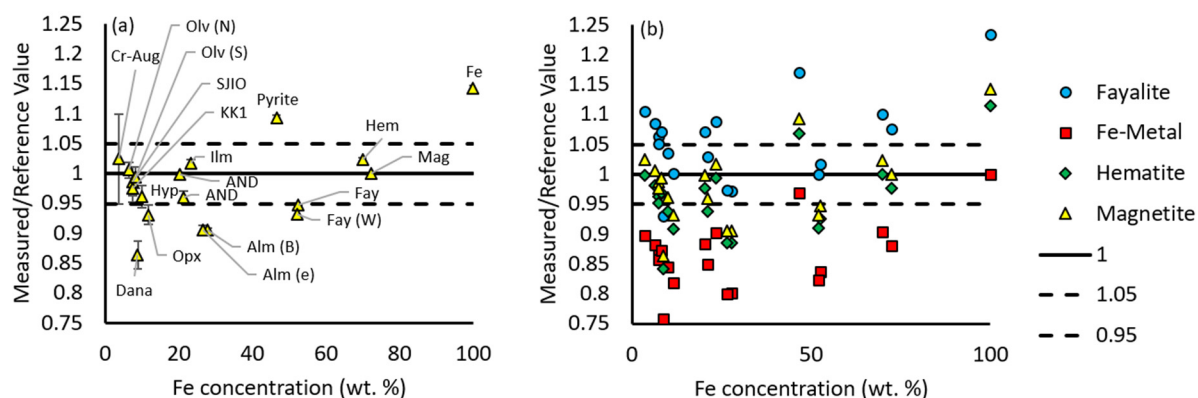 (a)
Measured/Reference Value
1.25
1.2
1.15
1.1
1.05
1
0.95
0.9
0.85
0.8
0.75
Olv (N)
Olv (S)
Cr-Aug
SJIO
KK1
Pyrite
Fe
Hem
Mag
Ilm
AND
Hyp
AND
Fay
Fay (W)
Opx
Alm (B)
Alm (e)
Dana
0 20 40 60 80 100
Fe concentration (wt. %)
(b)
Measured/Reference Value
1.25
1.2
1.15
1.1
1.05
1
0.95
0.9
0.85
0.8
0.75
0 50 100
Fe concentration (wt. %)
Fayalite
Fe-Metal
Hematite
Magnetite
1
1.05
0.95